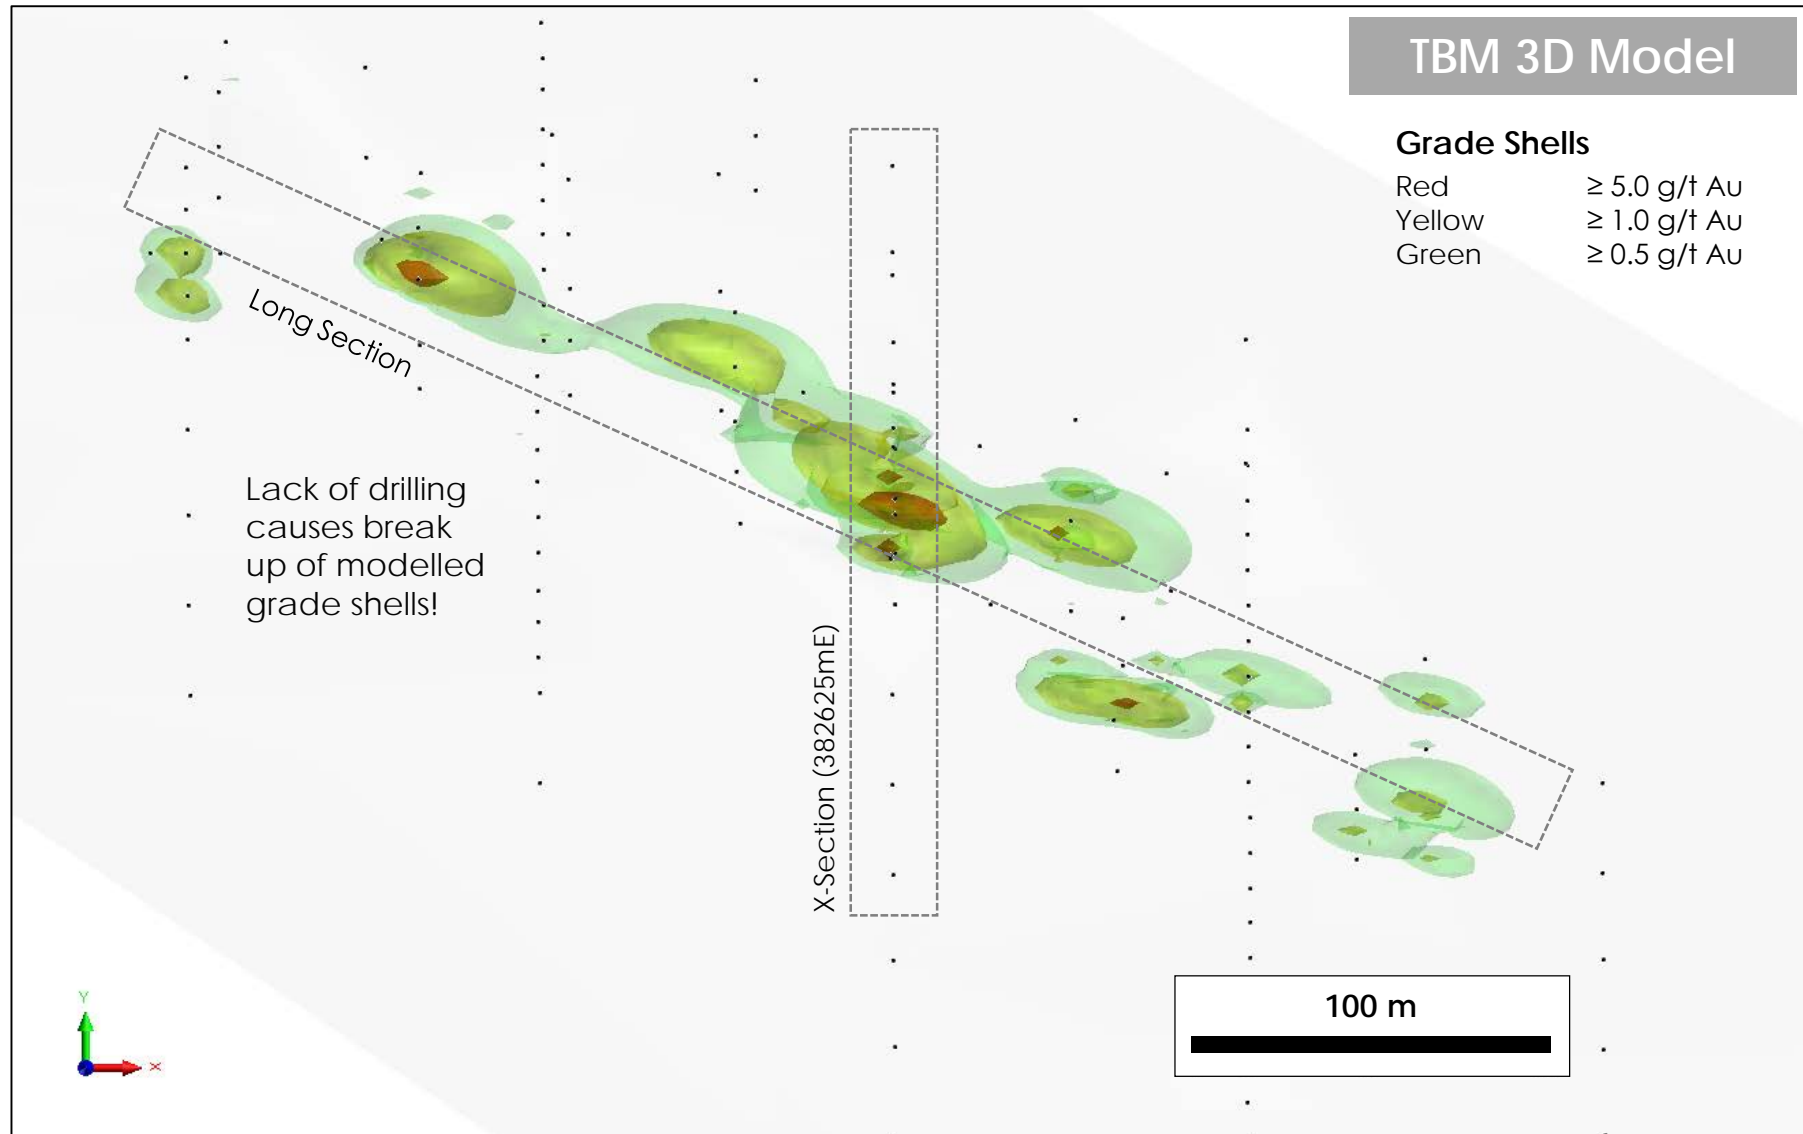 TBM 3D Model
Grade Shells
Red ≥ 5.0 g/t Au
Yellow ≥ 1.0 g/t Au
Green ≥ 0.5 g/t Au
Long Section
Lack of drilling
causes break
up of modelled
grade shells!
X-Section (382625mE)
Y
X
100 m